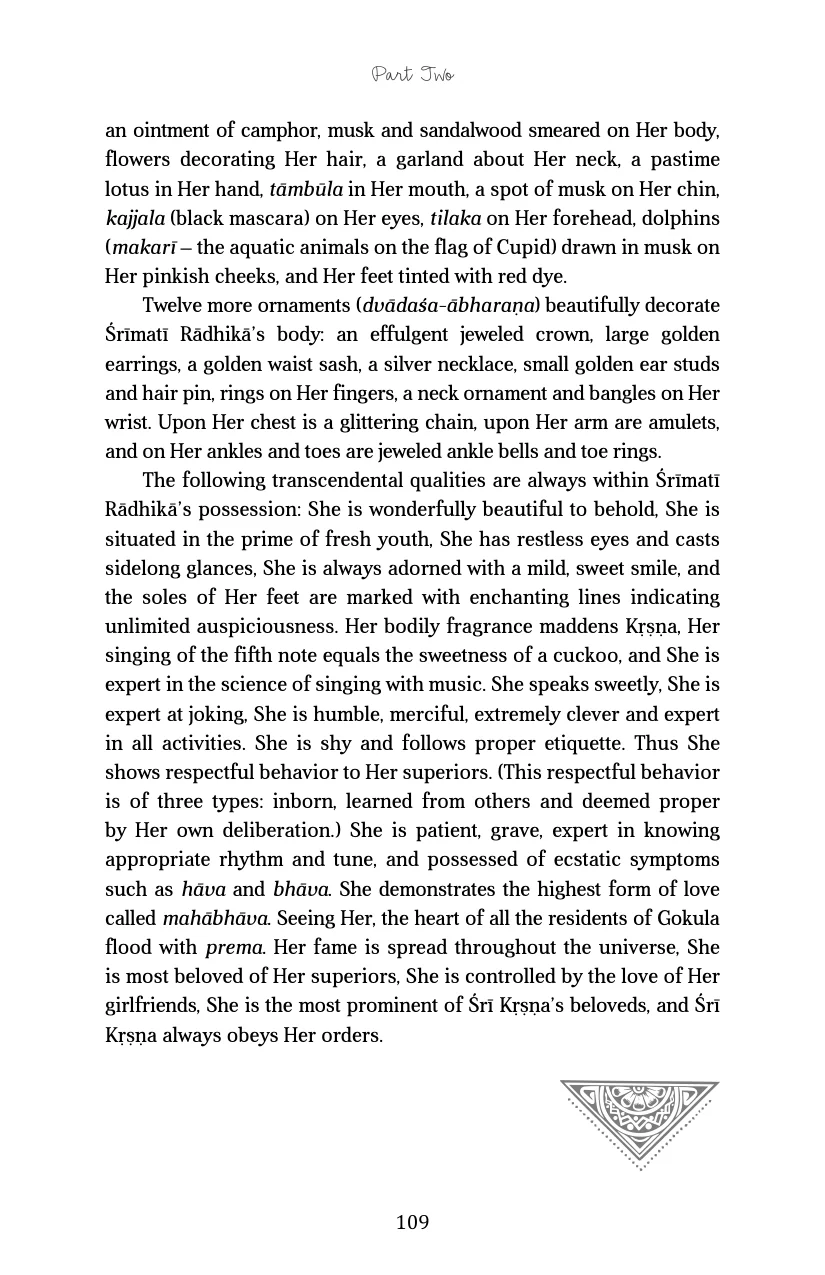 Part Two
an ointment of camphor, musk and sandalwood smeared on Her body,
flowers decorating Her hair, a garland about Her neck, a pastime
lotus in Her hand, tāmbūla in Her mouth, a spot of musk on Her chin,
kajjala (black mascara) on Her eyes, tilaka on Her forehead, dolphins
(makarī – the aquatic animals on the flag of Cupid) drawn in musk on
Her pinkish cheeks, and Her feet tinted with red dye.
Twelve more ornaments (dvādaśa-ābharaṇa) beautifully decorate
Śrīmatī Rādhikā’s body: an effulgent jeweled crown, large golden
earrings, a golden waist sash, a silver necklace, small golden ear studs
and hair pin, rings on Her fingers, a neck ornament and bangles on Her
wrist. Upon Her chest is a glittering chain, upon Her arm are amulets,
and on Her ankles and toes are jeweled ankle bells and toe rings.
The following transcendental qualities are always within Śrīmatī
Rādhikā’s possession: She is wonderfully beautiful to behold, She is
situated in the prime of fresh youth, She has restless eyes and casts
sidelong glances, She is always adorned with a mild, sweet smile, and
the soles of Her feet are marked with enchanting lines indicating
unlimited auspiciousness. Her bodily fragrance maddens Kṛṣṇa, Her
singing of the fifth note equals the sweetness of a cuckoo, and She is
expert in the science of singing with music. She speaks sweetly, She is
expert at joking, She is humble, merciful, extremely clever and expert
in all activities. She is shy and follows proper etiquette. Thus She
shows respectful behavior to Her superiors. (This respectful behavior
is of three types: inborn, learned from others and deemed proper
by Her own deliberation.) She is patient, grave, expert in knowing
appropriate rhythm and tune, and possessed of ecstatic symptoms
such as hāva and bhāva. She demonstrates the highest form of love
called mahābhāva. Seeing Her, the heart of all the residents of Gokula
flood with prema. Her fame is spread throughout the universe, She
is most beloved of Her superiors, She is controlled by the love of Her
girlfriends, She is the most prominent of Śrī Kṛṣṇa’s beloveds, and Śrī
Kṛṣṇa always obeys Her orders.
109